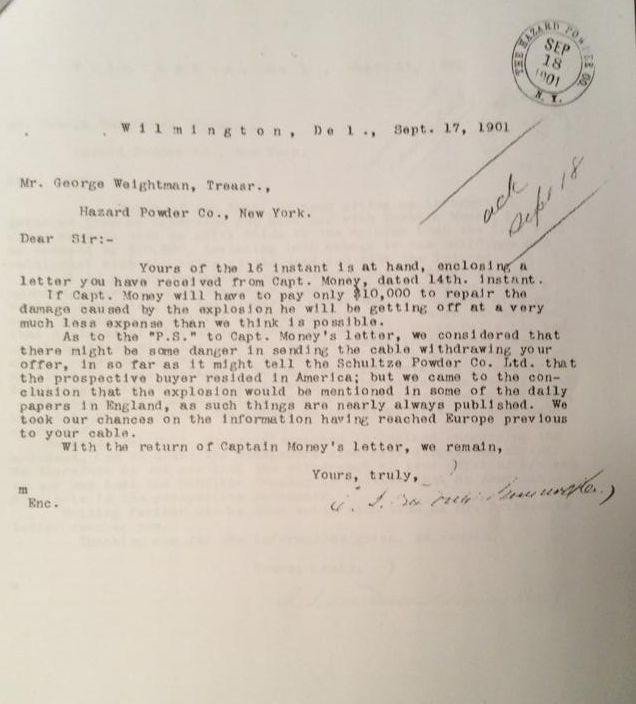 THE HAZARD POWDER CO
SEP
18
1901
N. Y.
Wilmington, Del., Sept. 17, 1901
ack
Sept 18
Mr. George Weightman, Treasr.,
Hazard Powder Co., New York.
Dear Sir:-
Yours of the 16 instant is at hand, enclosing a
letter you have received from Capt. Money, dated 14th. instant.
If Capt. Money will have to pay only $10,000 to repair the
damage caused by the explosion he will be getting off at a very
much less expense than we think is possible.
As to the "P.S." to Capt. Money's letter, we considered that
there might be some danger in sending the cable withdrawing your
offer, in so far as it might tell the Schultze Powder Co. Ltd. that
the prospective buyer resided in America; but we came to the con-
clusion that the explosion would be mentioned in some of the daily
papers in England, as such things are nearly always published. We
took our chances on the information having reached Europe previous
to your cable.
With the return of Captain Money's letter, we remain,
Yours, truly,
m
Enc.